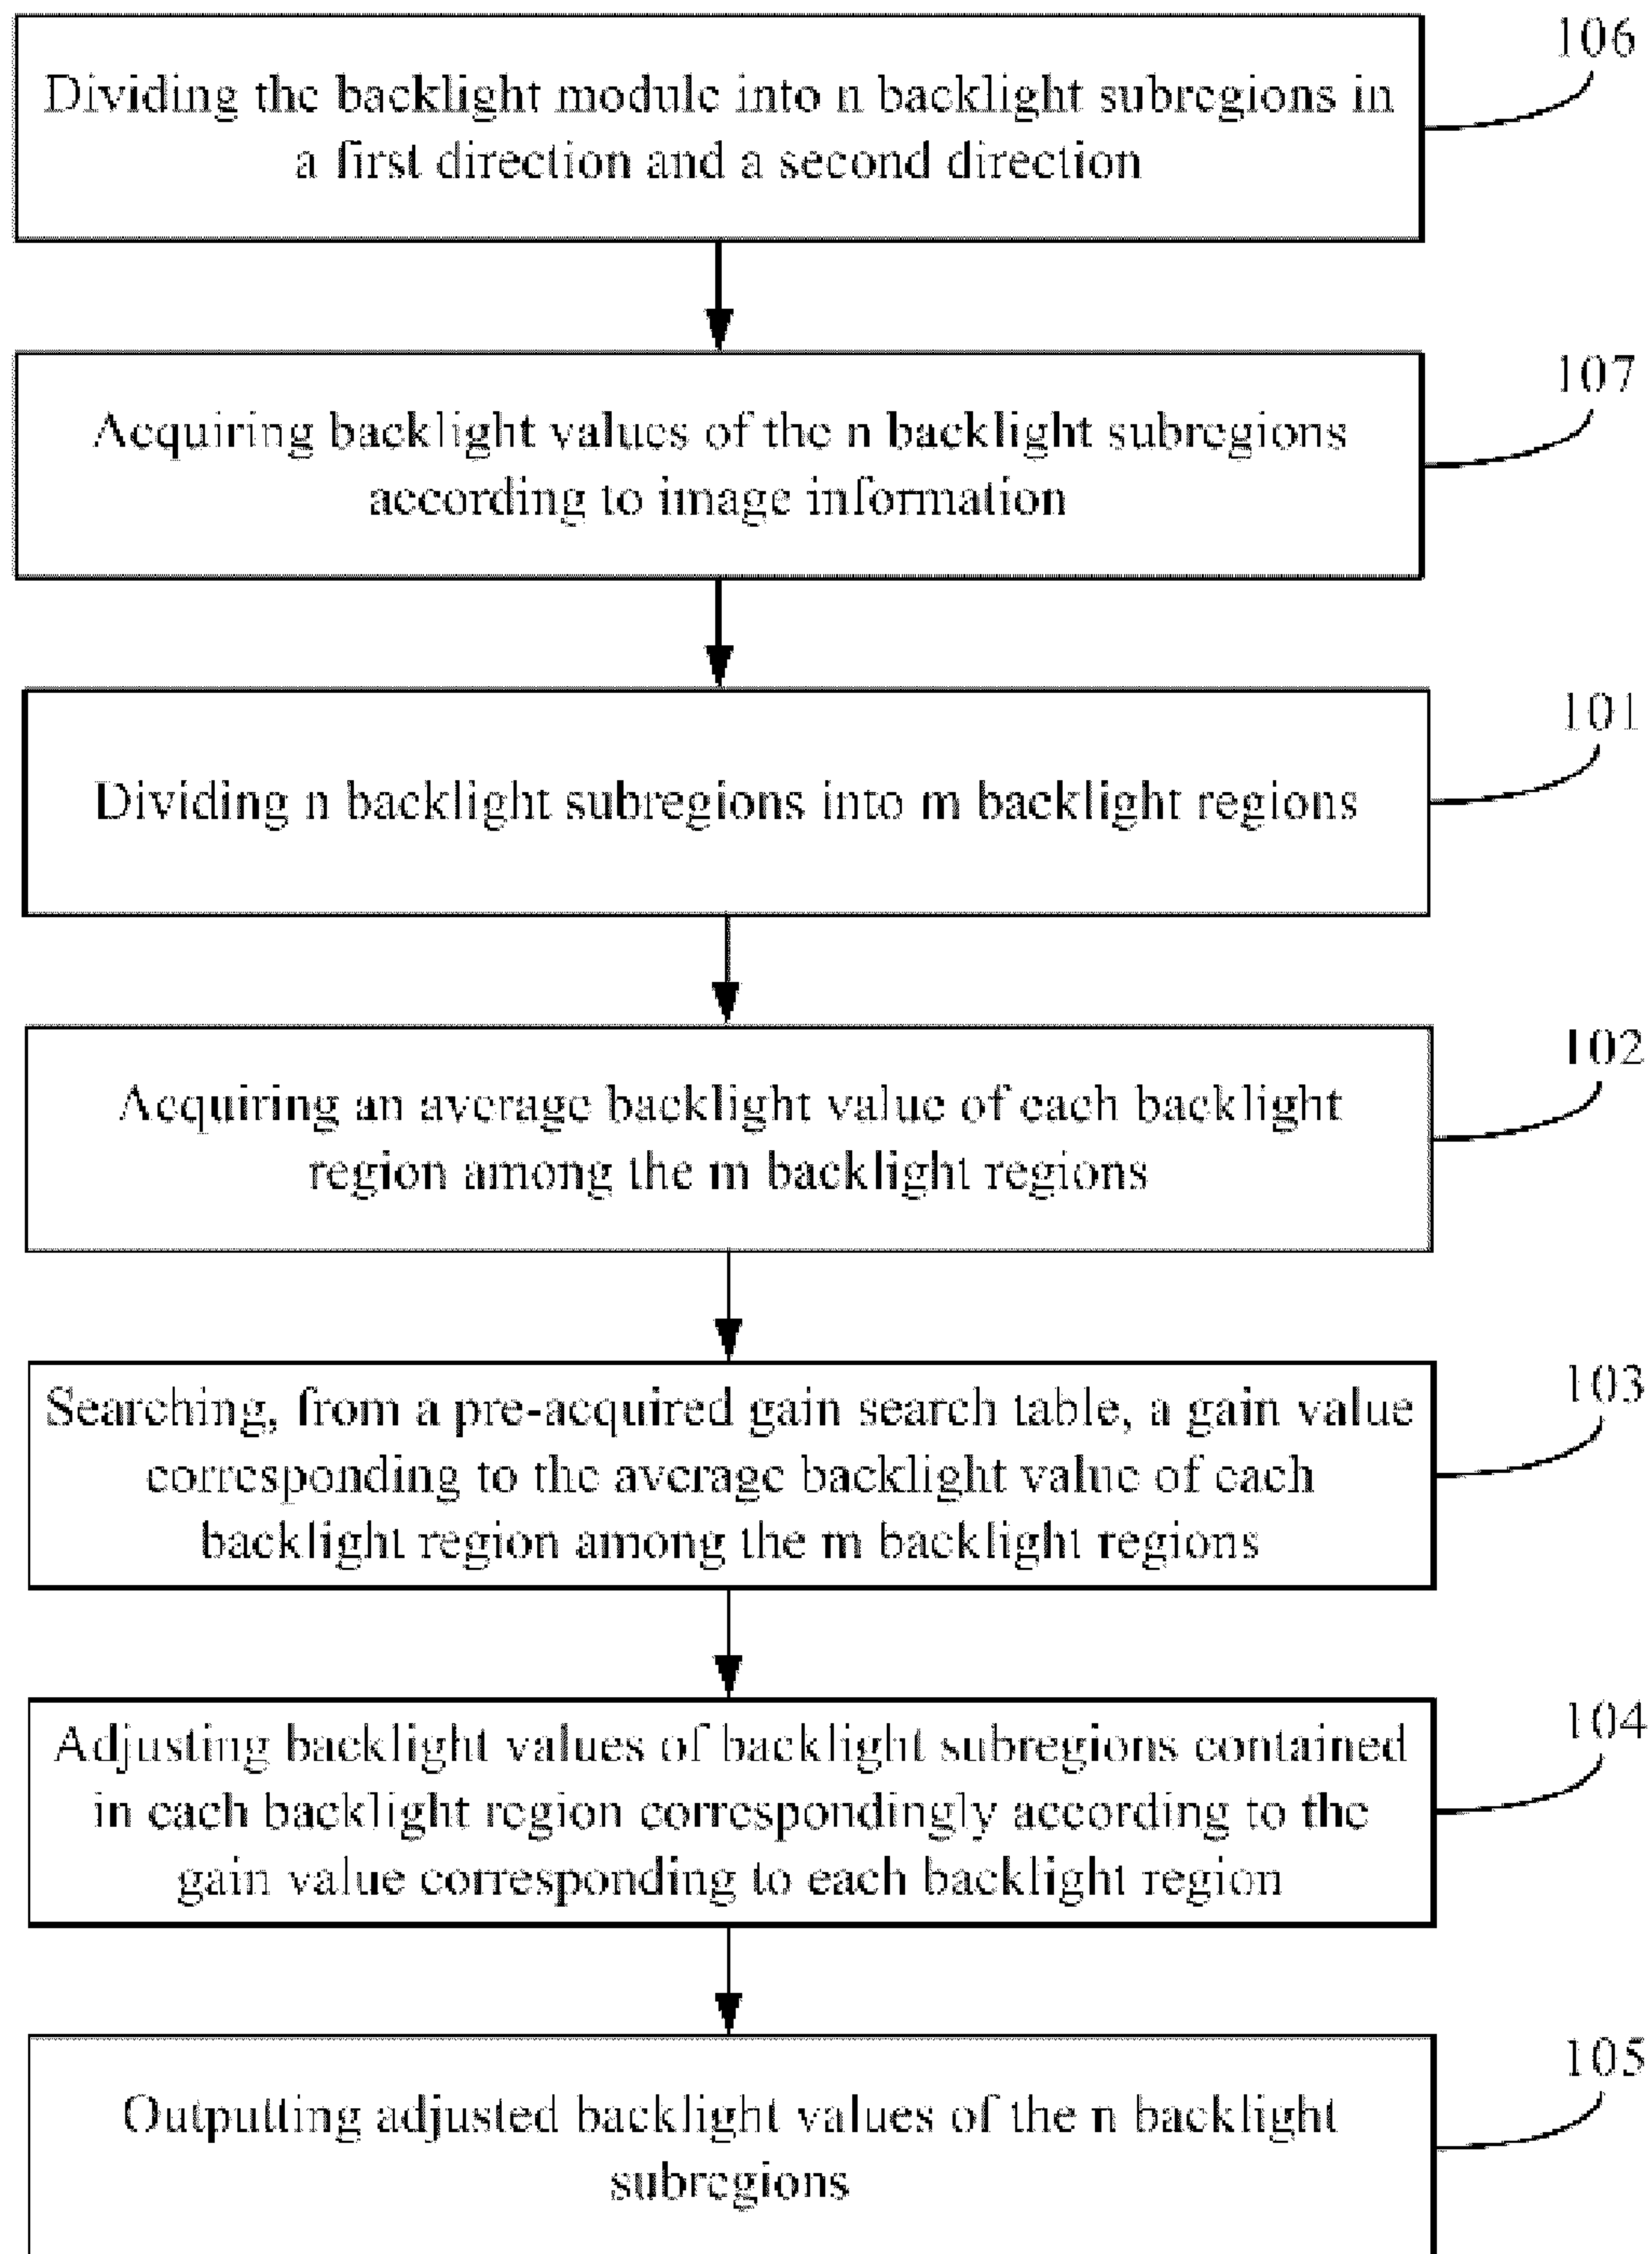 106
Dividing the backlight module into n backlight subregions in
a first direction and a second direction
107
Acquiring backlight values of the n backlight subregions
according to image information
101
Dividing n backlight subregions into m backlight regions
102
Acquiring an average backlight value of each backlight
region among the m backlight regions
103
Searching, from a pre-acquired gain search table, a gain value
corresponding to the average backlight value of each
backlight region among the m backlight regions
104
Adjusting backlight values of backlight subregions contained
in each backlight region correspondingly according to the
gain value corresponding to each backlight region
105
Outputting adjusted backlight values of the n backlight
subregions